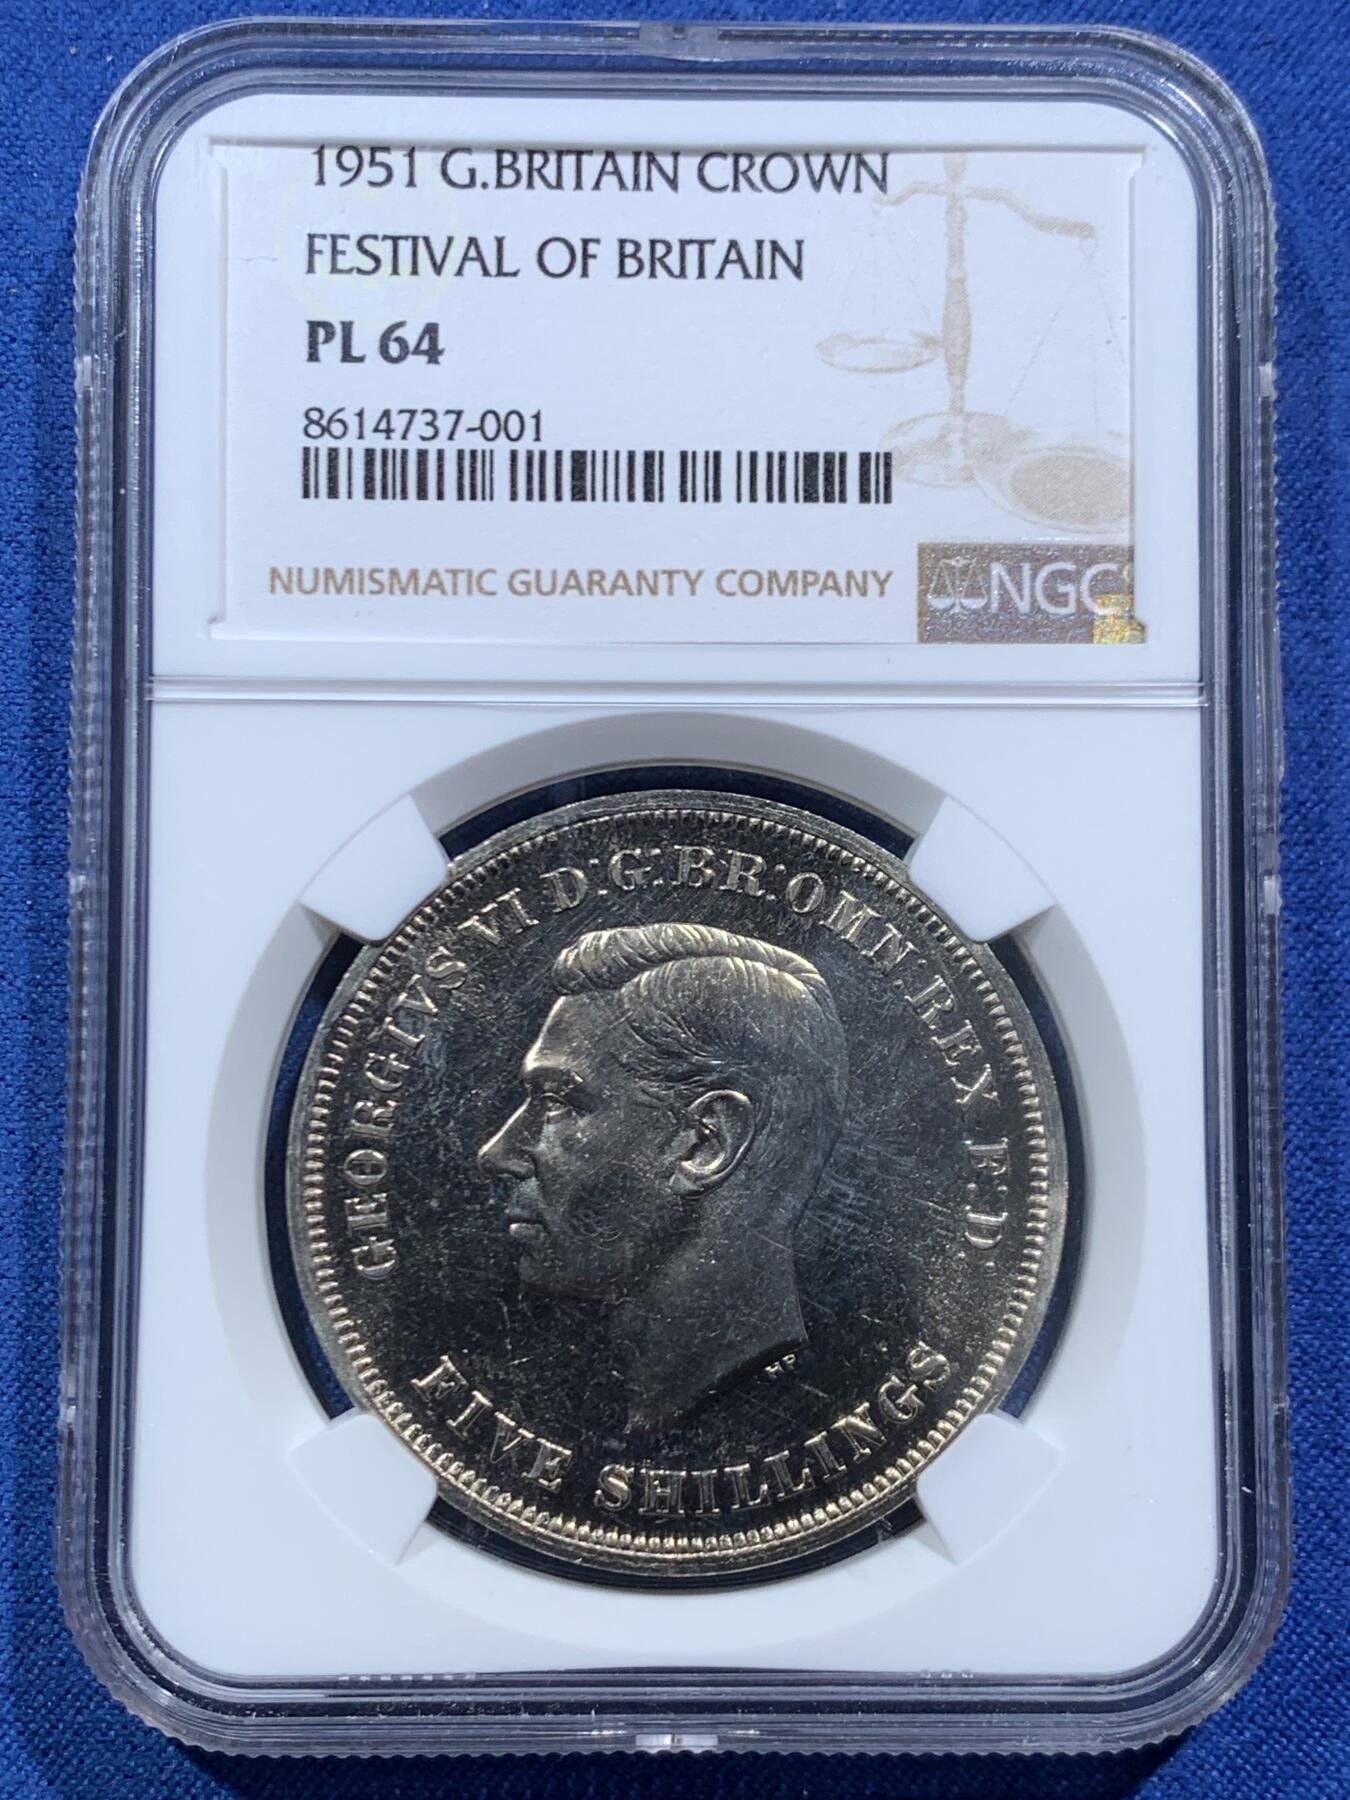 1951 G.BRITAIN CROWN
FESTIVAL OF BRITAIN
PL 64
8614737-001
NUMISMATIC GUARANTY COMPANY
NGC
GEORGIVS VI D:G:BR:OMN:REX F:D:
HP
FIVE SHILLINGS